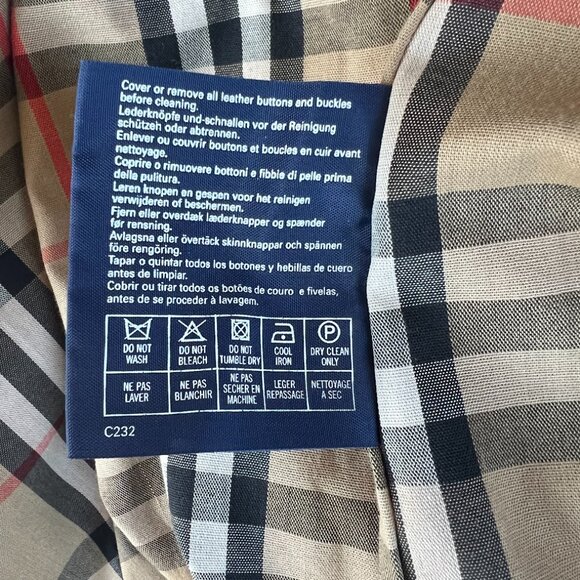 Cover or remove all leather buttons and buckles
before cleaning.
Lederknöpfe und-schnallen vor der Reinigung
schützeh oder abtrennen.
Enlever ou couvrir boutons et boucles en cuir avant
nettoyage.
Coprire o rimuovere bottoni e fibbie di pelle prima
della pulitura.
Leren knopen en gespen voor het reinigen
verwijderen of beschermen.
Fjern eller overdæk læderknapper og spænder
før rensning.
Avlagsna eller övertäck skinnknappar och spännen
före rengöring.
Tapar o quintar todos los botones y hebillas de cuero
antes de limpiar.
Cobrir ou tirar todos os botões de couro e fivelas,
antes de se proceder à lavagem.
DO NOT WASH
DO NOT BLEACH
DO NOT TUMBLE DRY
COOL IRON
P
DRY CLEAN ONLY
NE PAS LAVER
NE PAS BLANCHIR
NE PAS SECHER EN MACHINE
LEGER REPASSAGE
NETTOYAGE A SEC
C232